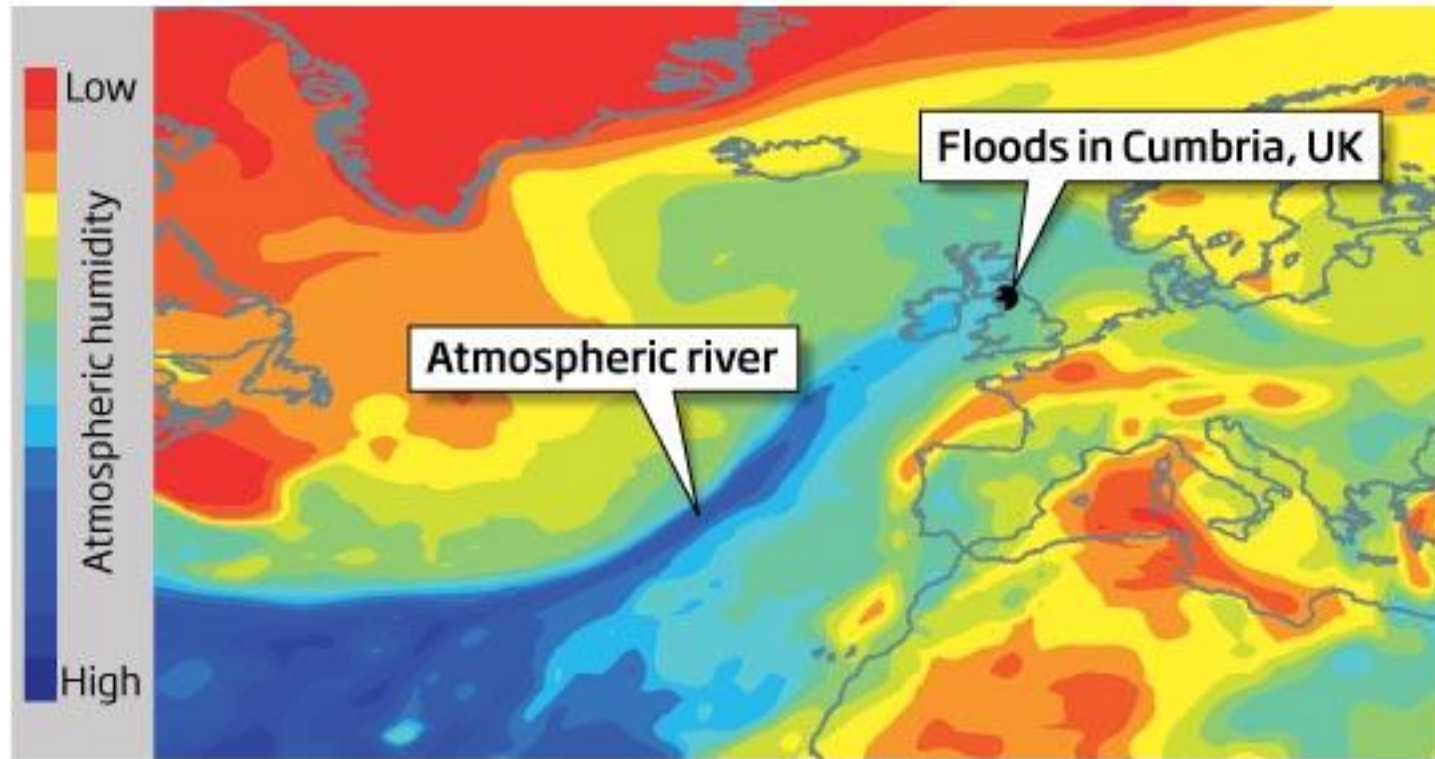 Low
Atmospheric humidity
High
Floods in Cumbria, UK
Atmospheric river